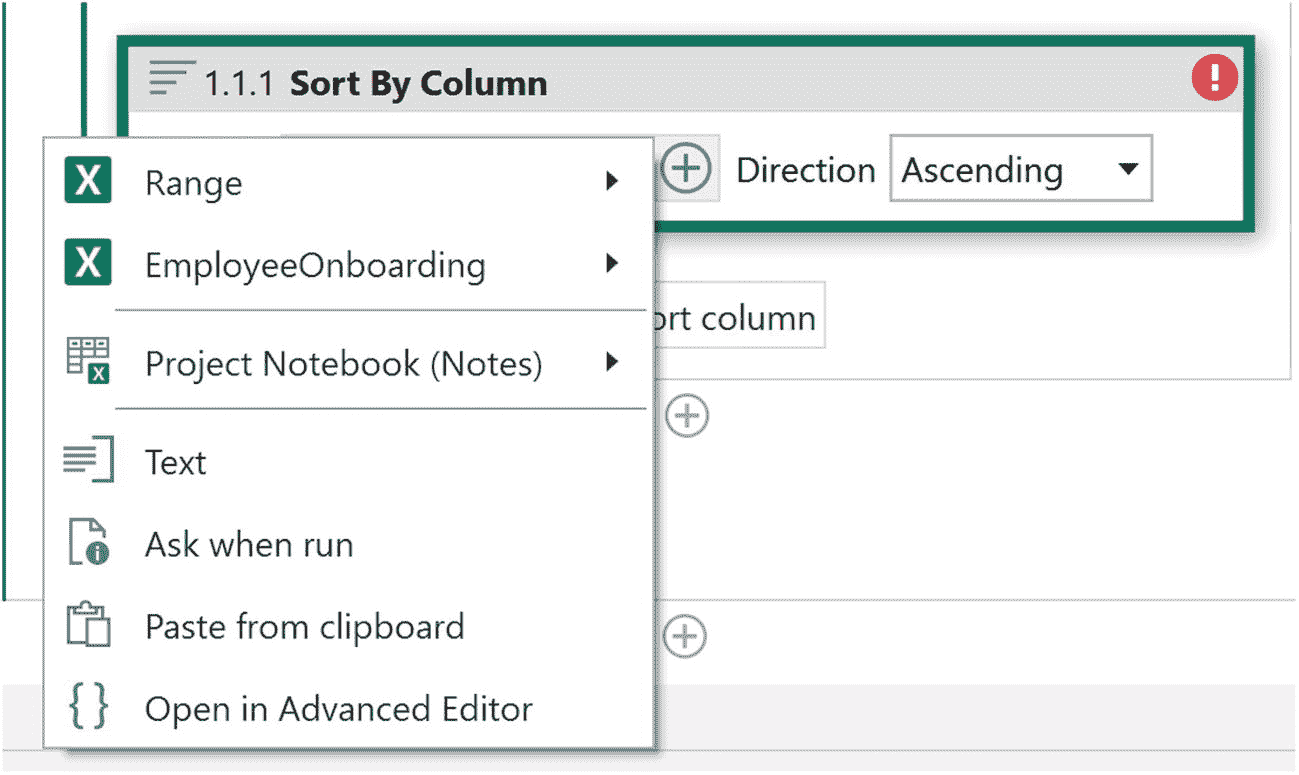 1.1.1 Sort By Column
Direction Ascending
Range
EmployeeOnboarding
column
Project Notebook (Notes)
Text
Ask when run
Paste from clipboard
Open in Advanced Editor